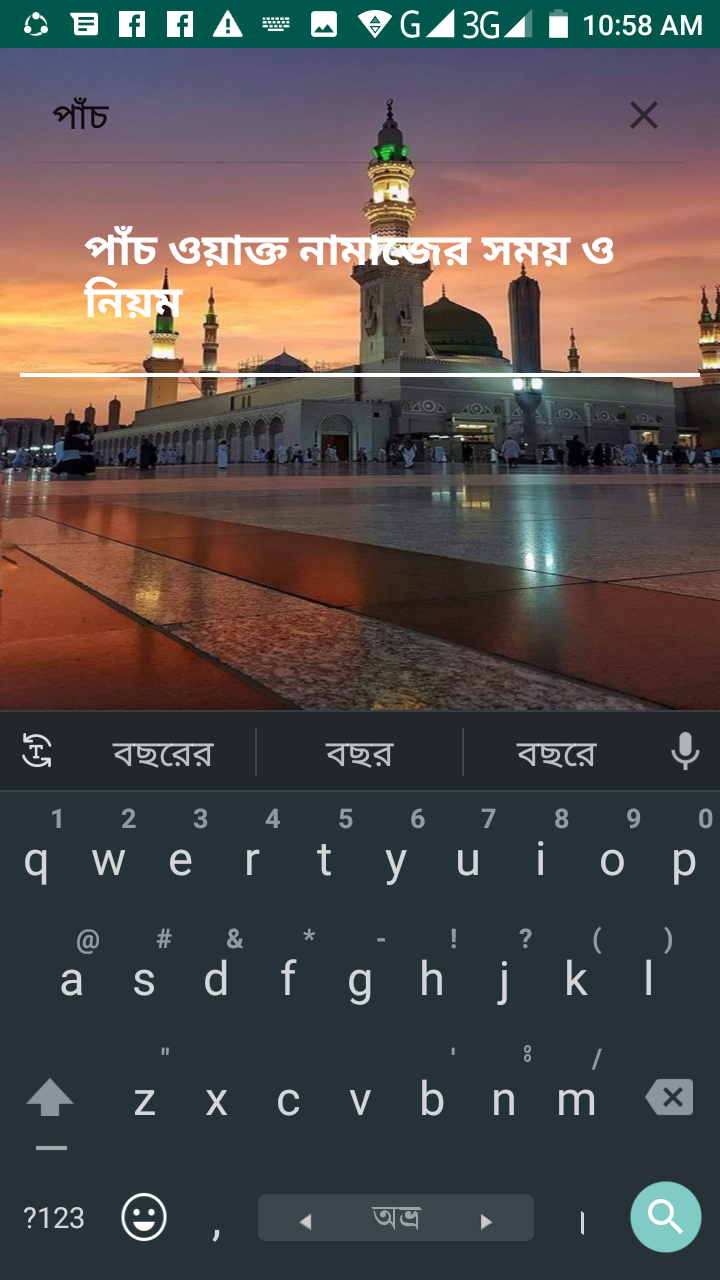 G 3G 10:58 AM
পাঁচ
পাঁচ ওয়াক্ত নামাজের সময় ও
নিয়ম
বছরের বছর বছরে
1 2 3 4 5 6 7 8 9 0
q w e r t y u i o p
@ # & * - ! ? ( )
a s d f g h j k l
" ' ঃ /
z x c v b n m
?123 , অভ্র ।